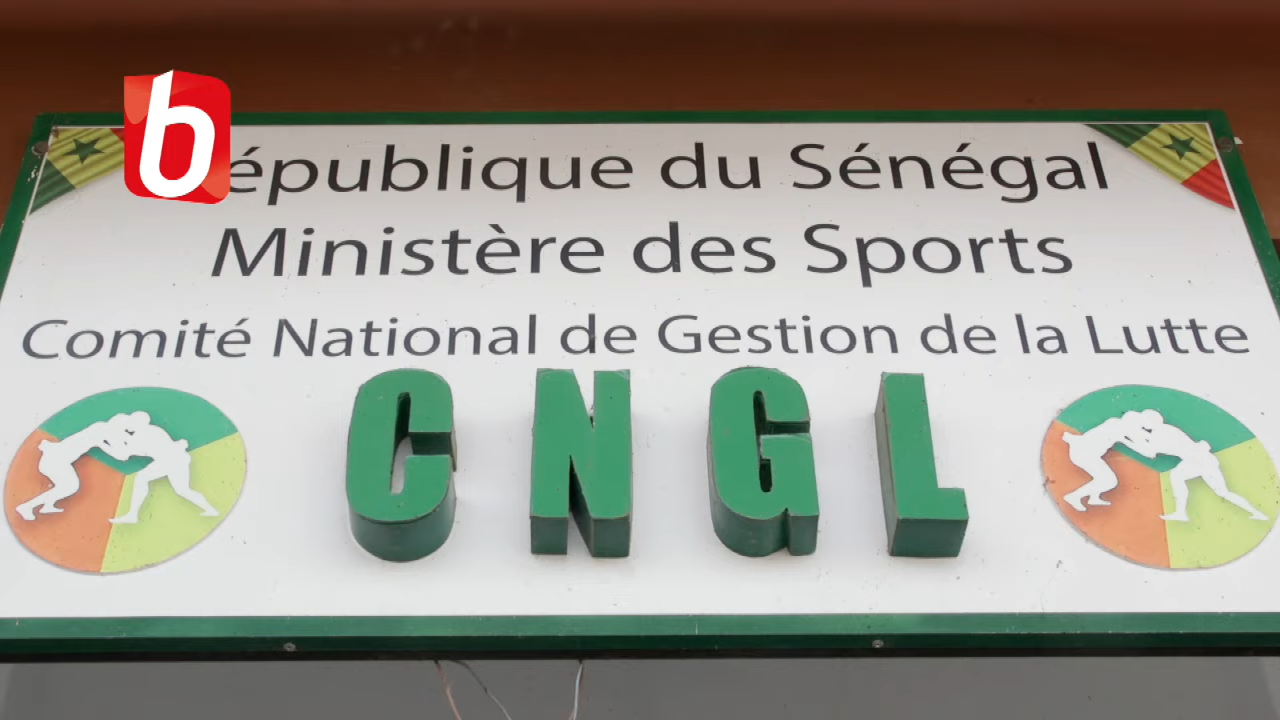 b
épublique du Sénégal
Ministère des Sports
Comité National de Gestion de la Lutte
CNGL